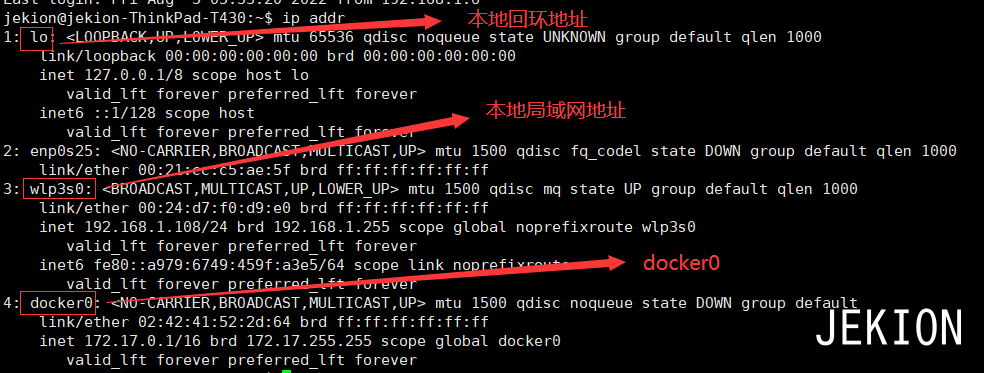 Last login: Fri Aug 5 05:33:20 2022 from 192.168.1.6
jekion@jekion-ThinkPad-T430:~$ ip addr
本地回环地址
1: lo: <LOOPBACK,UP,LOWER_UP> mtu 65536 qdisc noqueue state UNKNOWN group default qlen 1000
link/loopback 00:00:00:00:00:00 brd 00:00:00:00:00:00
inet 127.0.0.1/8 scope host lo
valid_lft forever preferred_lft forever
inet6 ::1/128 scope host
本地局域网地址
valid_lft forever preferred_lft forever
2: enp0s25: <NO-CARRIER,BROADCAST,MULTICAST,UP> mtu 1500 qdisc fq_codel state DOWN group default qlen 1000
link/ether 00:21:cc:c5:ae:5f brd ff:ff:ff:ff:ff:ff
3: wlp3s0: <BROADCAST,MULTICAST,UP,LOWER_UP> mtu 1500 qdisc mq state UP group default qlen 1000
link/ether 00:24:d7:f0:d9:e0 brd ff:ff:ff:ff:ff:ff
inet 192.168.1.108/24 brd 192.168.1.255 scope global noprefixroute wlp3s0
valid_lft forever preferred_lft forever
inet6 fe80::a979:6749:459f:a3e5/64 scope link noprefixroute
docker0
valid_lft forever preferred_lft forever
4: docker0: <NO-CARRIER,BROADCAST,MULTICAST,UP> mtu 1500 qdisc noqueue state DOWN group default
link/ether 02:42:41:52:2d:64 brd ff:ff:ff:ff:ff:ff
JEKION
inet 172.17.0.1/16 brd 172.17.255.255 scope global docker0
valid_lft forever preferred_lft forever